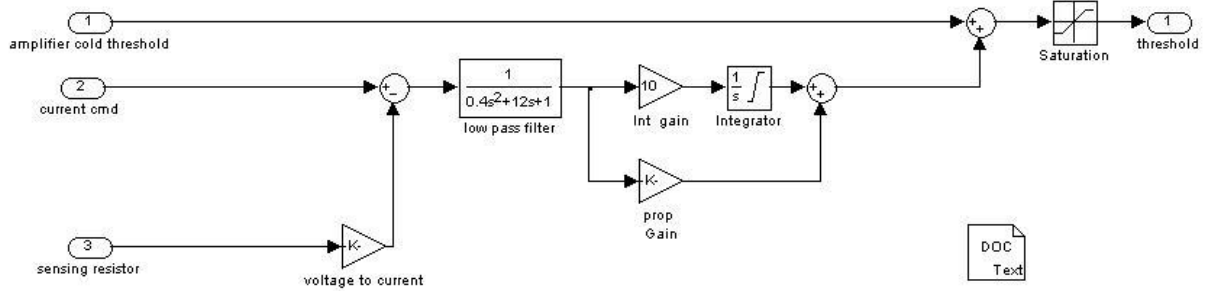 1
amplifier cold threshold
+
+
Saturation
1
threshold
2
current cmd
+
−
1
0.4s²+12s+1
low pass filter
10
Int gain
1
s
Integrator
+
+
K-
prop
Gain
3
sensing resistor
K-
voltage to current
DOC
Text